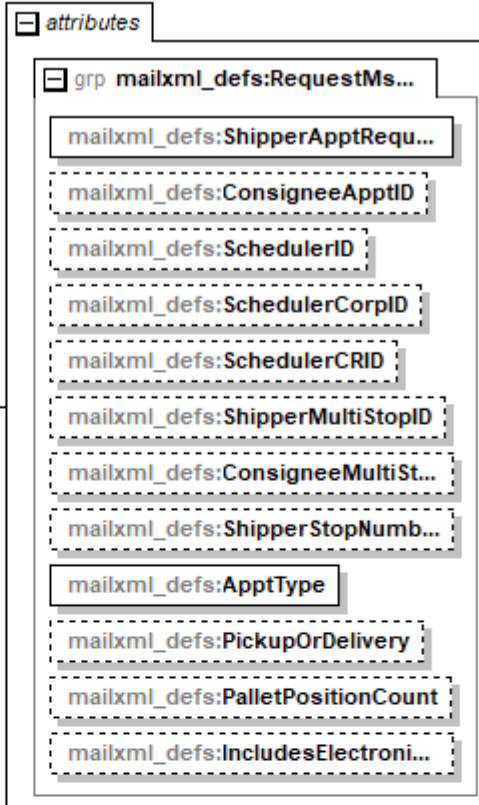 attributes
grp mailxml_defs:RequestMs...
mailxml_defs:ShipperApptRequ...
mailxml_defs:ConsigneeApptID
mailxml_defs:SchedulerID
mailxml_defs:SchedulerCorpID
mailxml_defs:SchedulerCRID
mailxml_defs:ShipperMultiStopID
mailxml_defs:ConsigneeMultiSt...
mailxml_defs:ShipperStopNumb...
mailxml_defs:ApptType
mailxml_defs:PickupOrDelivery
mailxml_defs:PalletPositionCount
mailxml_defs:IncludesElectroni...